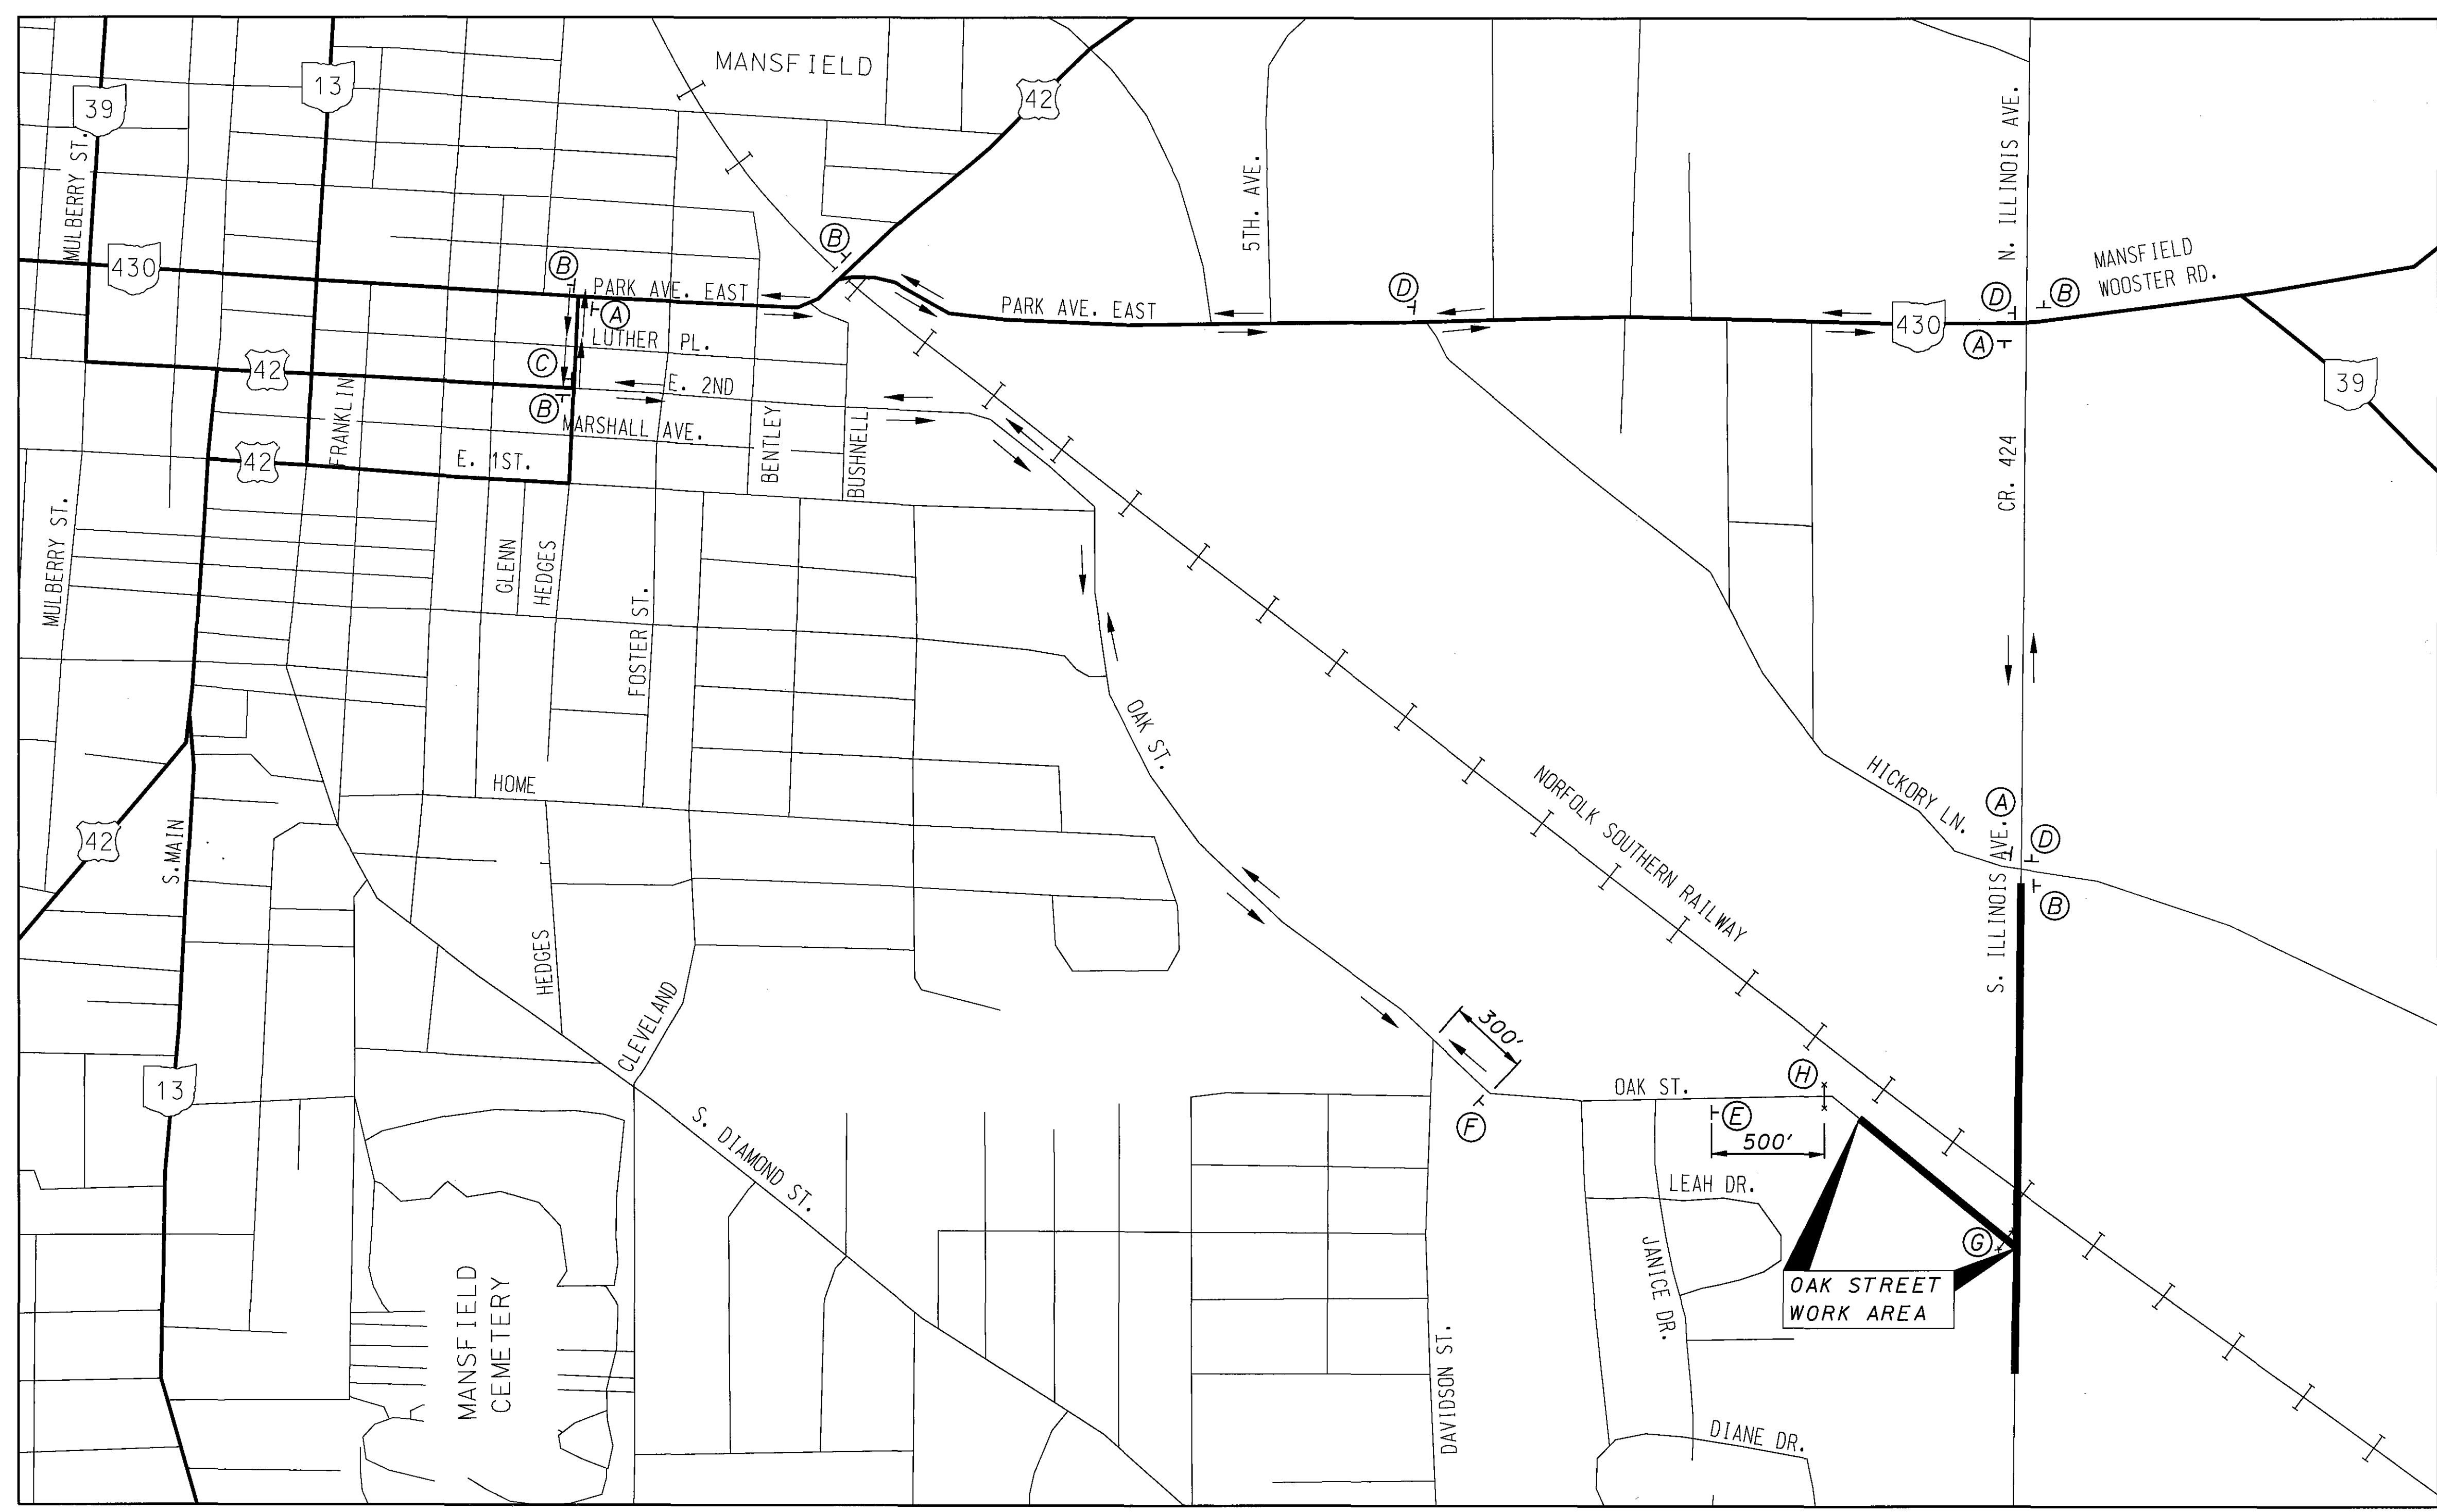 MANSFIELD
42
13
39
MULBERRY ST.
N. ILLINOIS AVE.
5TH. AVE.
430
B
B
PARK AVE. EAST
A
PARK AVE. EAST
D
D
B
MANSFIELD
WOOSTER RD.
430
A
39
LUTHER PL.
C
42
E. 2ND
B
MARSHALL AVE.
FRANKLIN
42
E. 1ST.
BENTLEY
BUSHNELL
CR. 424
MULBERRY ST.
GLENN
HEDGES
FOSTER ST.
OAK ST.
HOME
NORFOLK SOUTHERN RAILWAY
HICKORY LN.
A
D
B
S. ILLINOIS AVE.
42
S.MAIN
HEDGES
CLEVELAND
300'
H
OAK ST.
E
F
500'
13
S. DIAMOND ST.
LEAH DR.
JANICE DR.
G
OAK STREET
WORK AREA
MANSFIELD
CEMETERY
DAVIDSON ST.
DIANE DR.